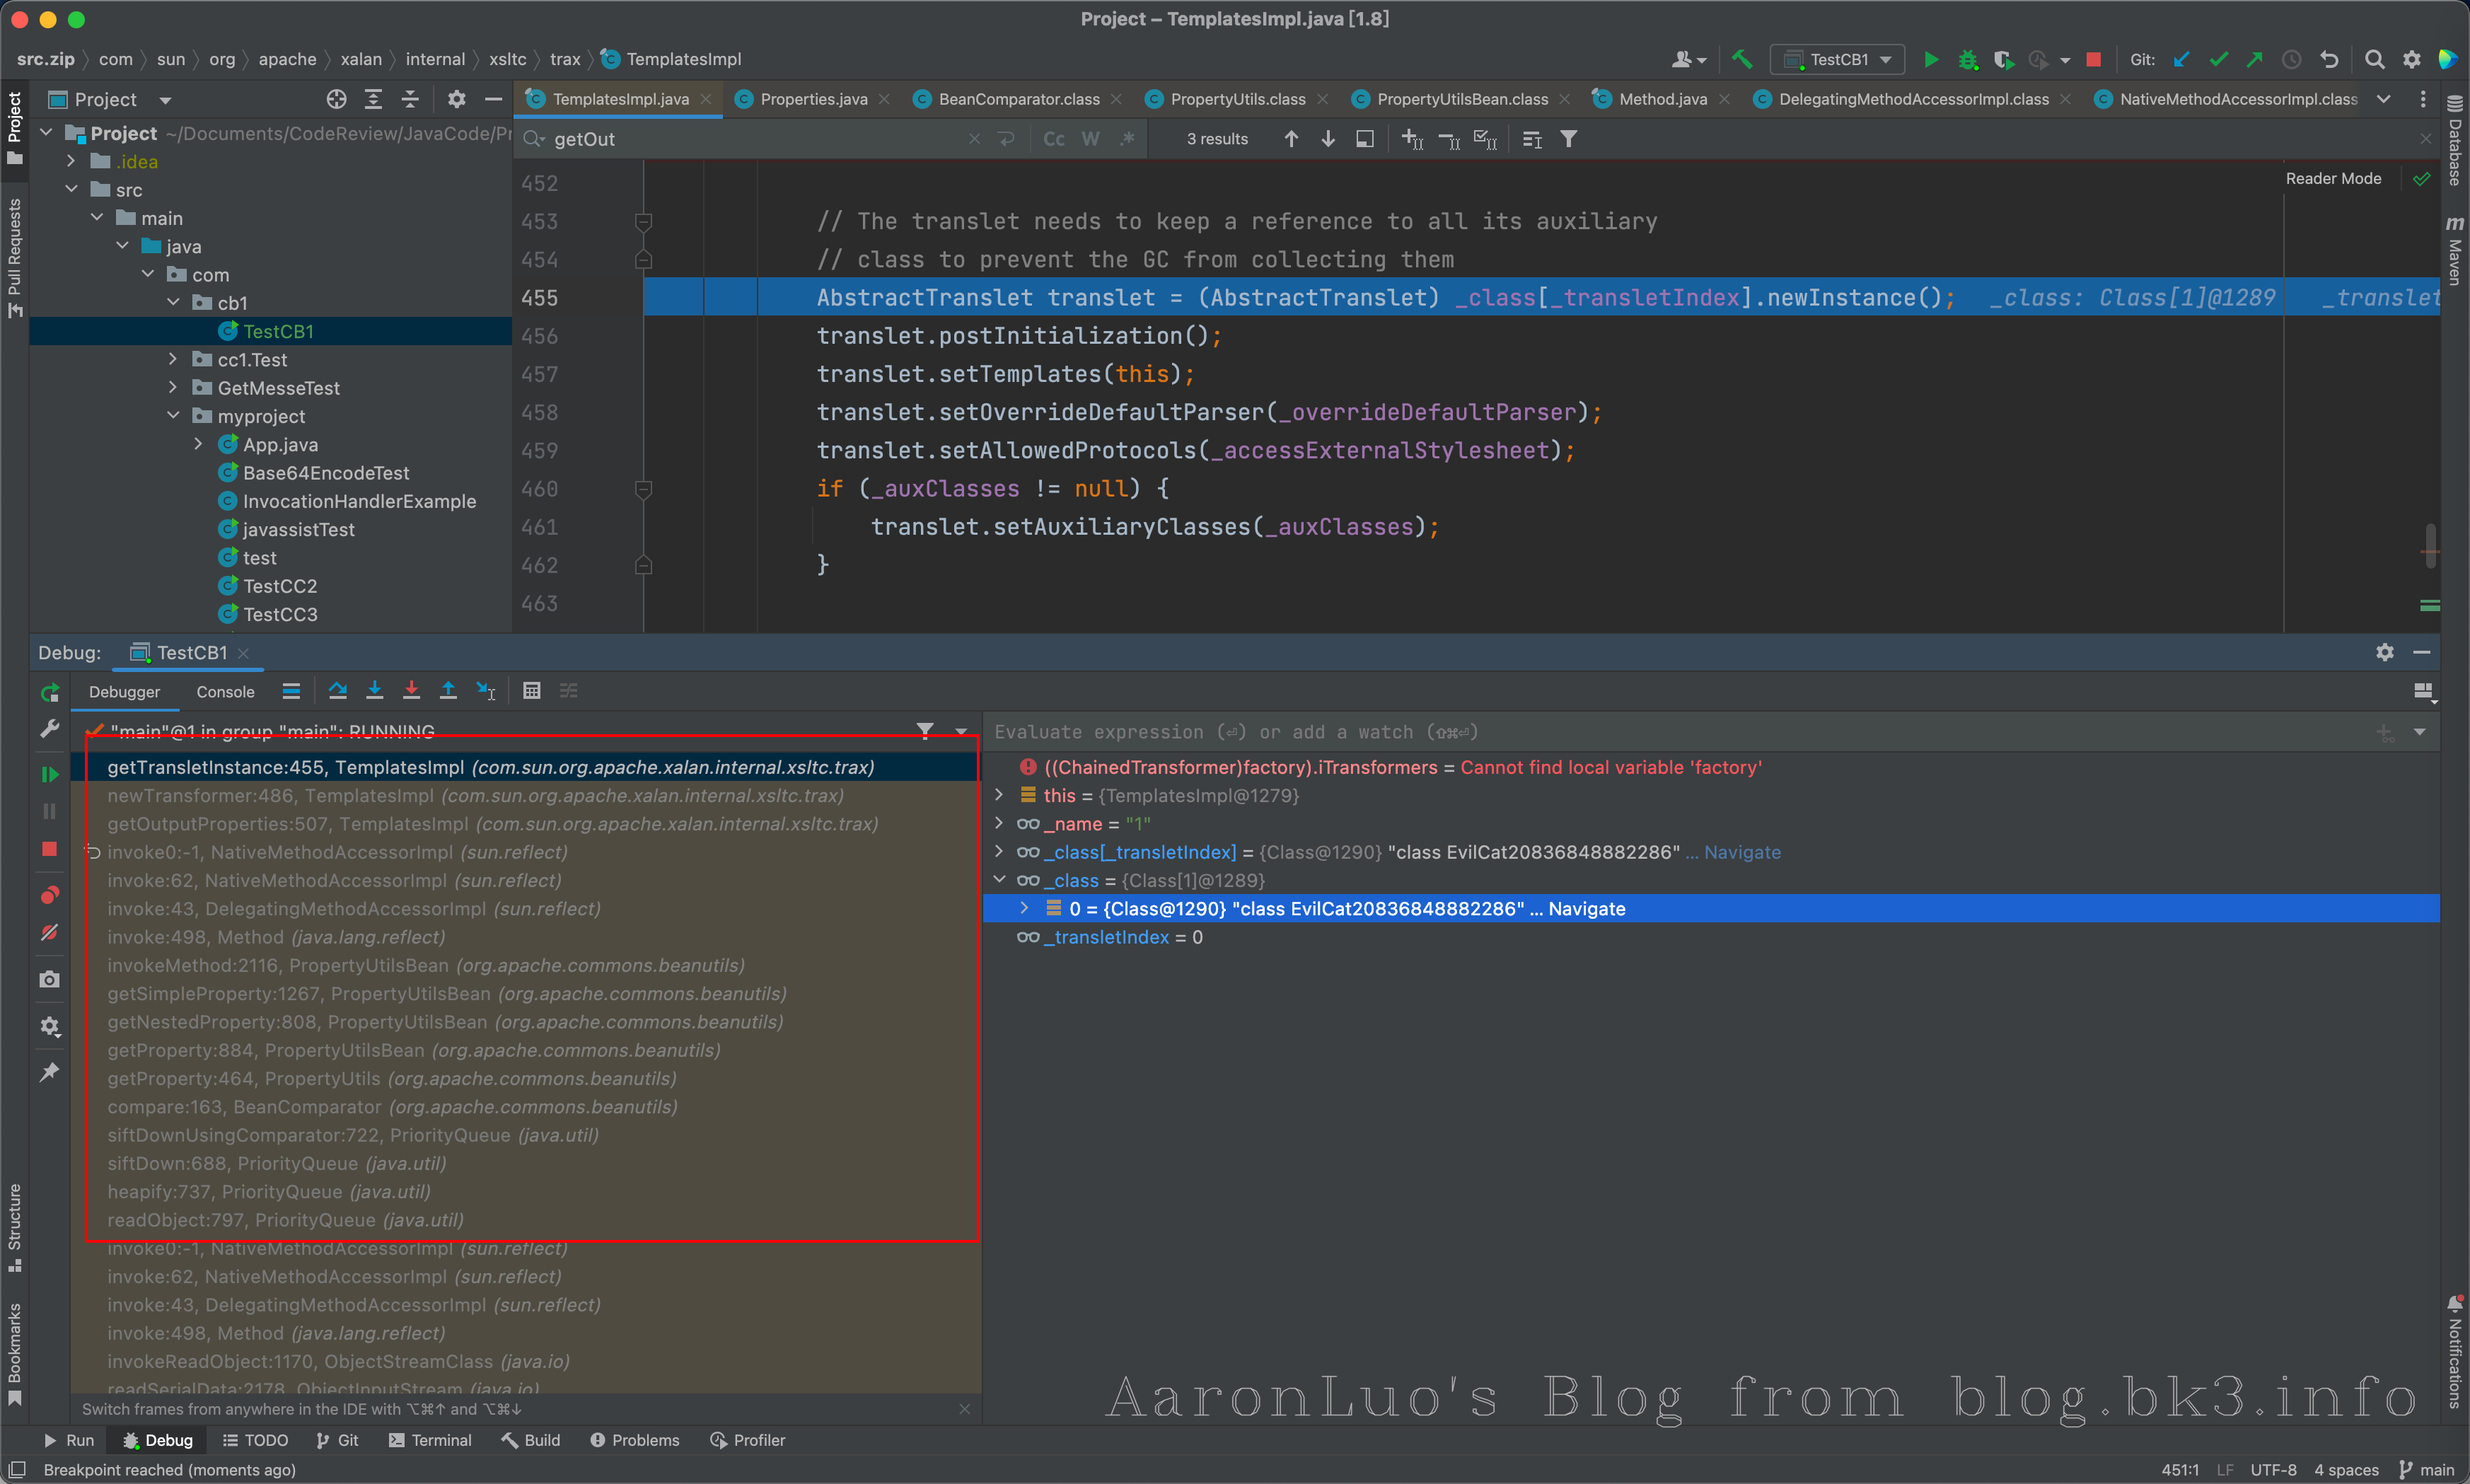 Project – TemplatesImpl.java [1.8]
src.zip com sun org apache xalan internal xsltc trax TemplatesImpl
TestCB1
Git:
Project
TemplatesImpl.java
Properties.java
BeanComparator.class
PropertyUtils.class
PropertyUtilsBean.class
Method.java
DelegatingMethodAccessorImpl.class
NativeMethodAccessorImpl.class
Project
Pull Requests
Structure
Bookmarks
Database
Maven
Notifications
Project ~/Documents/CodeReview/JavaCode/Pr
.idea
src
main
java
com
cb1
TestCB1
cc1.Test
GetMesseTest
myproject
App.java
Base64EncodeTest
InvocationHandlerExample
javassistTest
test
TestCC2
TestCC3
getOut
Cc W .*
3 results
Reader Mode
452
453 // The translet needs to keep a reference to all its auxiliary
454 // class to prevent the GC from collecting them
455 AbstractTranslet translet = (AbstractTranslet) _class[_transletIndex].newInstance(); _class: Class[1]@1289 _translet
456 translet.postInitialization();
457 translet.setTemplates(this);
458 translet.setOverrideDefaultParser(_overrideDefaultParser);
459 translet.setAllowedProtocols(_accessExternalStylesheet);
460 if (_auxClasses != null) {
461 translet.setAuxiliaryClasses(_auxClasses);
462 }
463
Debug: TestCB1
Debugger Console
"main"@1 in group "main": RUNNING
getTransletInstance:455, TemplatesImpl (com.sun.org.apache.xalan.internal.xsltc.trax)
newTransformer:486, TemplatesImpl (com.sun.org.apache.xalan.internal.xsltc.trax)
getOutputProperties:507, TemplatesImpl (com.sun.org.apache.xalan.internal.xsltc.trax)
invoke0:-1, NativeMethodAccessorImpl (sun.reflect)
invoke:62, NativeMethodAccessorImpl (sun.reflect)
invoke:43, DelegatingMethodAccessorImpl (sun.reflect)
invoke:498, Method (java.lang.reflect)
invokeMethod:2116, PropertyUtilsBean (org.apache.commons.beanutils)
getSimpleProperty:1267, PropertyUtilsBean (org.apache.commons.beanutils)
getNestedProperty:808, PropertyUtilsBean (org.apache.commons.beanutils)
getProperty:884, PropertyUtilsBean (org.apache.commons.beanutils)
getProperty:464, PropertyUtils (org.apache.commons.beanutils)
compare:163, BeanComparator (org.apache.commons.beanutils)
siftDownUsingComparator:722, PriorityQueue (java.util)
siftDown:688, PriorityQueue (java.util)
heapify:737, PriorityQueue (java.util)
readObject:797, PriorityQueue (java.util)
invoke0:-1, NativeMethodAccessorImpl (sun.reflect)
invoke:62, NativeMethodAccessorImpl (sun.reflect)
invoke:43, DelegatingMethodAccessorImpl (sun.reflect)
invoke:498, Method (java.lang.reflect)
invokeReadObject:1170, ObjectStreamClass (java.io)
readSerialData:2178, ObjectInputStream (java.io)
Switch frames from anywhere in the IDE with ⌥⌘↑ and ⌥⌘↓
Evaluate expression (⏎) or add a watch (⇧⌘⏎)
((ChainedTransformer)factory).iTransformers = Cannot find local variable 'factory'
this = {TemplatesImpl@1279}
_name = "1"
_class[_transletIndex] = {Class@1290} "class EvilCat20836848882286" ... Navigate
_class = {Class[1]@1289}
0 = {Class@1290} "class EvilCat20836848882286" ... Navigate
_transletIndex = 0
AaronLuo's Blog from blog.bk3.info
Run Debug TODO Git Terminal Build Problems Profiler
Breakpoint reached (moments ago)
451:1 LF UTF-8 4 spaces main